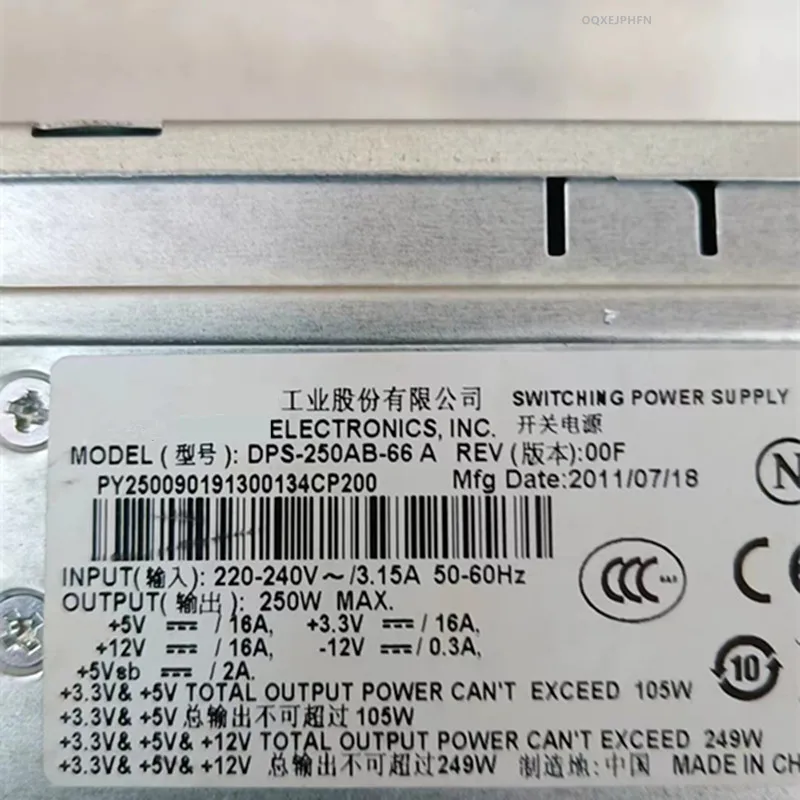 OQXEJPHFN
工业股份有限公司 SWITCHING POWER SUPPLY
ELECTRONICS, INC. 开关电源
MODEL (型号): DPS-250AB-66 A REV (版本):00F
PY250090191300134CP200 Mfg Date:2011/07/18
N
INPUT(输入): 220-240V～/3.15A 50-60Hz
CCC
S&E
C E
OUTPUT(输出): 250W MAX.
+5V ⎓ / 16A, +3.3V ⎓ / 16A,
+12V ⎓ / 16A, -12V ⎓ / 0.3A,
+5Vsb ⎓ / 2A.
10
+3.3V& +5V TOTAL OUTPUT POWER CAN'T EXCEED 105W
+3.3V& +5V 总输出不可超过 105W
+3.3V& +5V& +12V TOTAL OUTPUT POWER CAN'T EXCEED 249W
+3.3V& +5V& +12V 总输出不可超过249W 制造地:中国 MADE IN CH